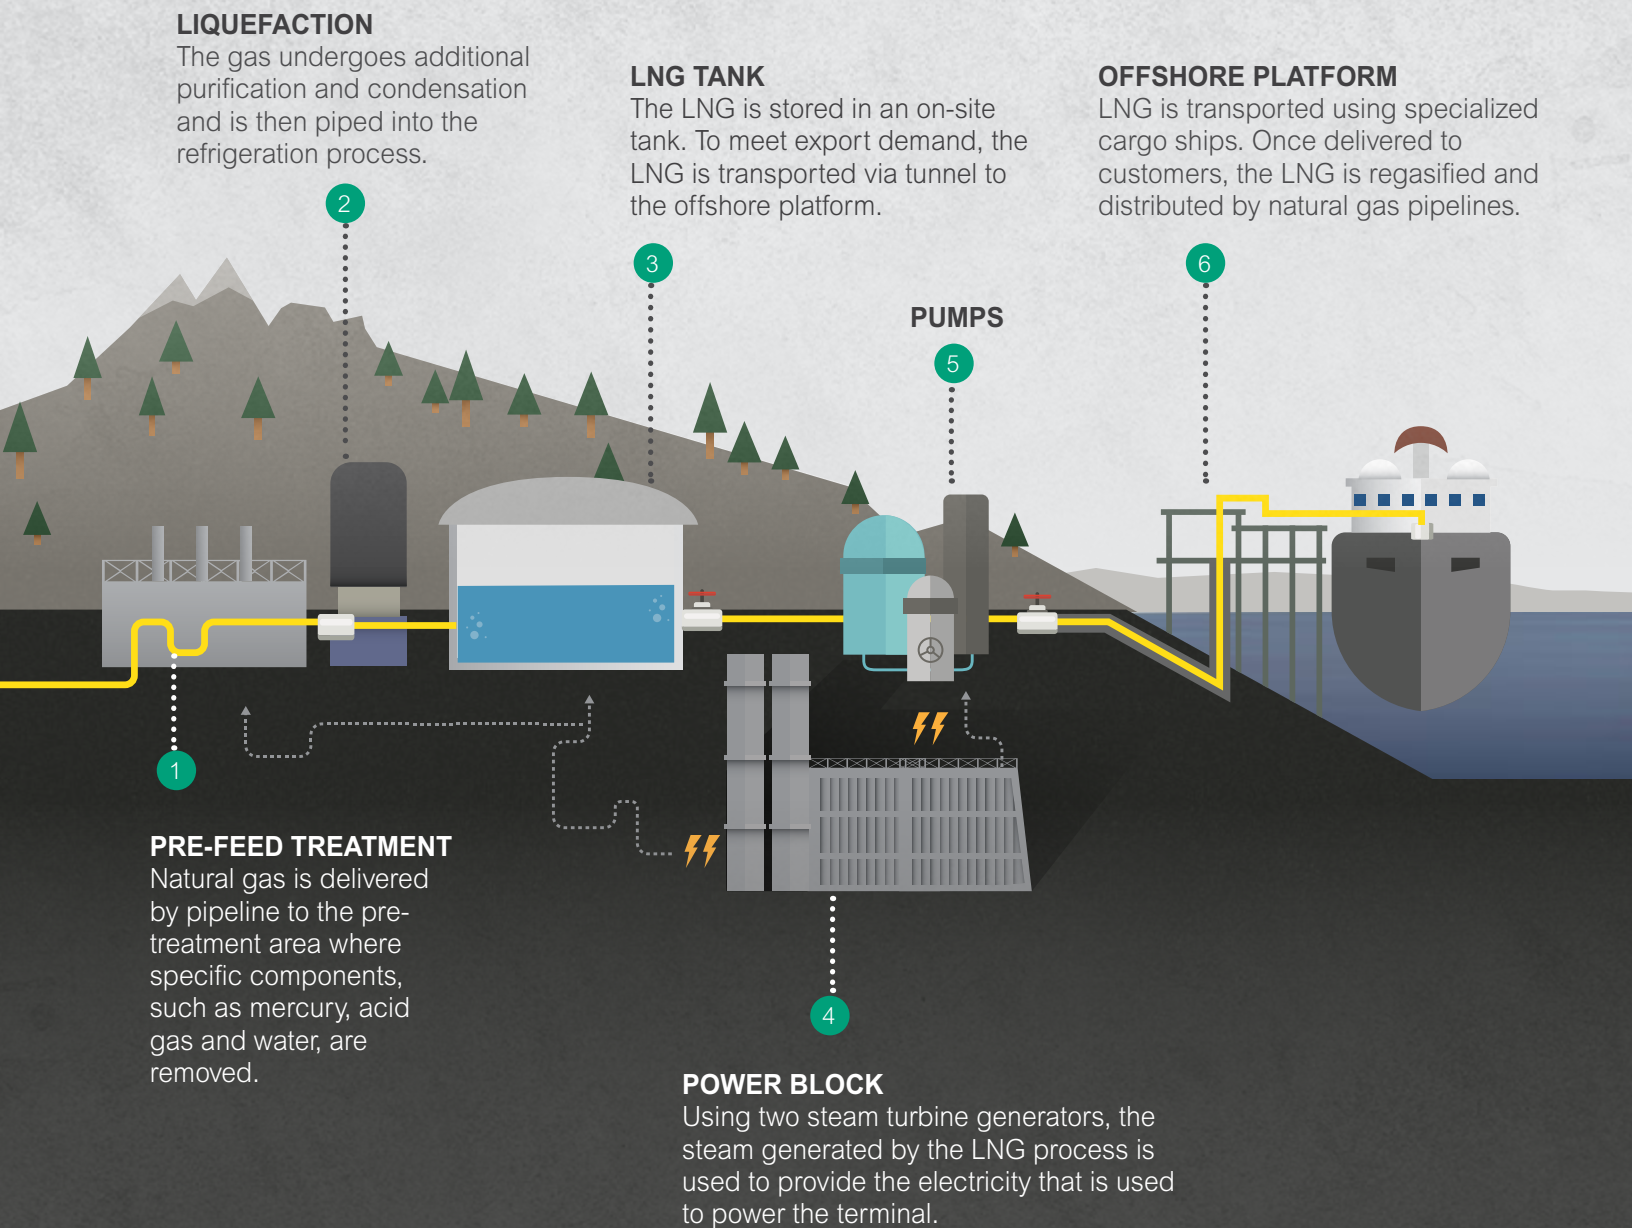 LIQUEFACTION
The gas undergoes additional
purification and condensation
and is then piped into the
refrigeration process.
2
LNG TANK
The LNG is stored in an on-site
tank. To meet export demand, the
LNG is transported via tunnel to
the offshore platform.
3
OFFSHORE PLATFORM
LNG is transported using specialized
cargo ships. Once delivered to
customers, the LNG is regasified and
distributed by natural gas pipelines.
6
PUMPS
5
1
PRE-FEED TREATMENT
Natural gas is delivered
by pipeline to the pre-
treatment area where
specific components,
such as mercury, acid
gas and water, are
removed.
4
POWER BLOCK
Using two steam turbine generators, the
steam generated by the LNG process is
used to provide the electricity that is used
to power the terminal.